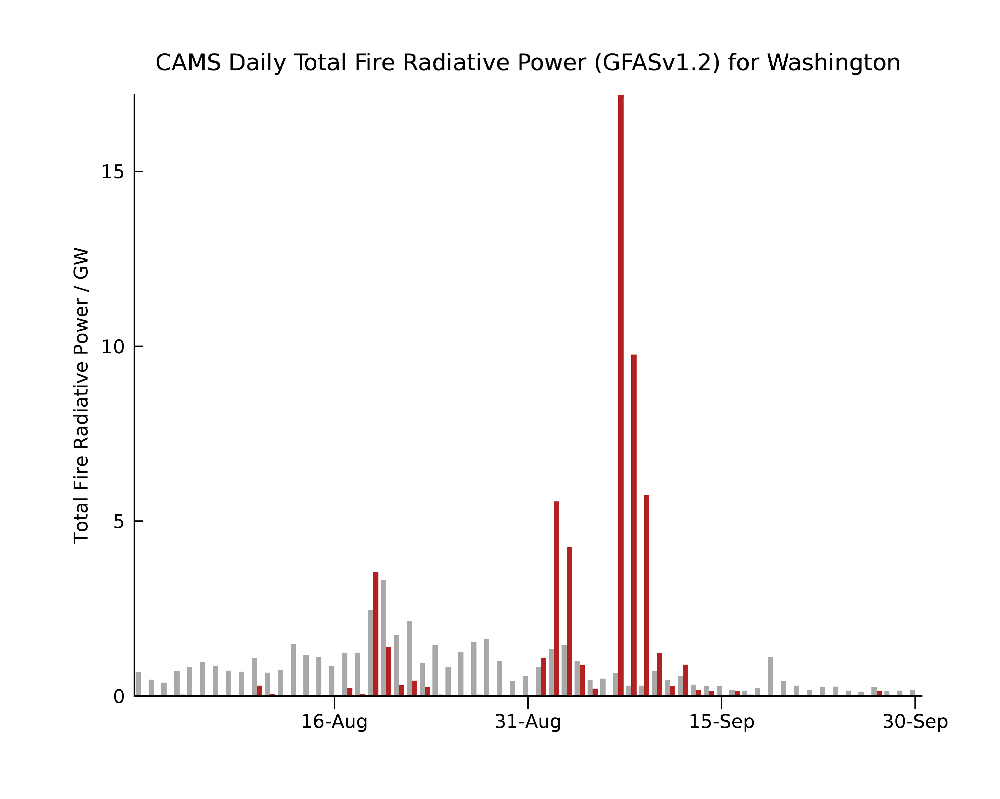 CAMS Daily Total Fire Radiative Power (GFASv1.2) for Washington
Total Fire Radiative Power / GW
15
10
5
0
16-Aug
31-Aug
15-Sep
30-Sep